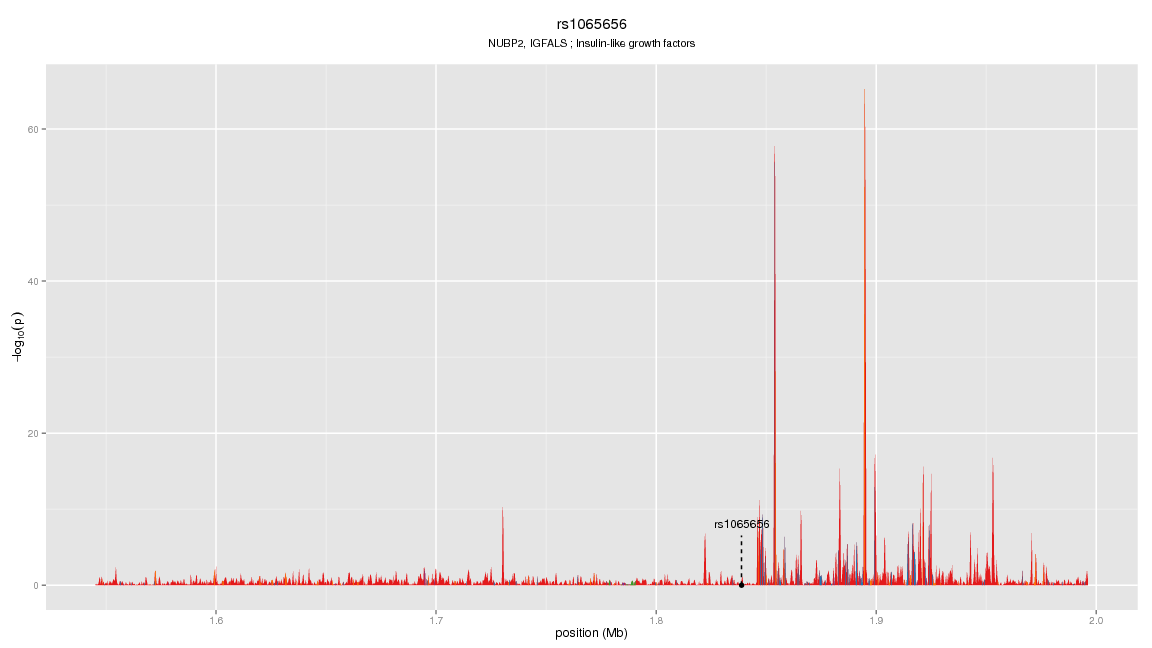 rs1065656
NUBP2, IGFALS ; Insulin-like growth factors
60
40
20
0
−log10(p)
rs1065656
1.6 1.7 1.8 1.9 2.0
position (Mb)